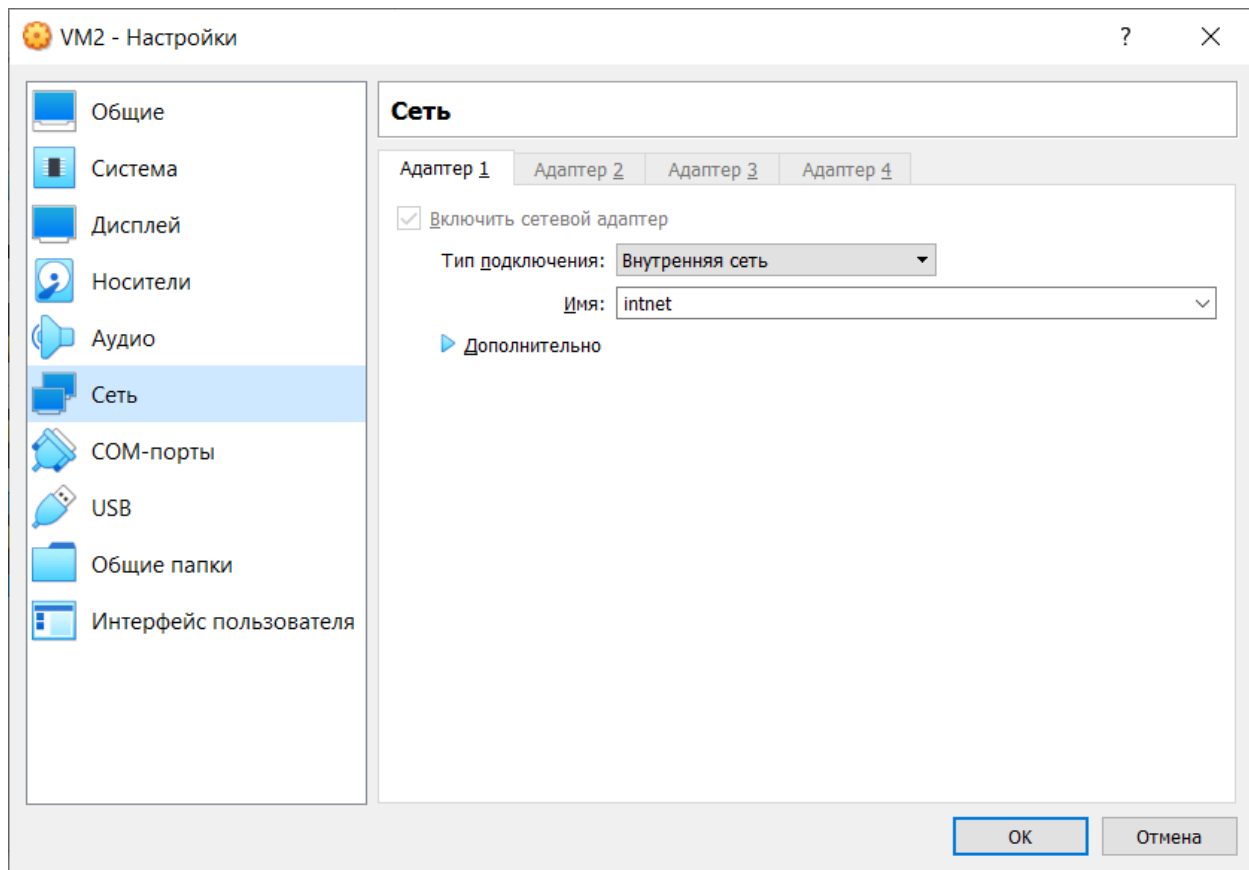 VM2 - Настройки
?
Общие
Система
Дисплей
Носители
Аудио
Сеть
COM-порты
USB
Общие папки
Интерфейс пользователя
Сеть
Адаптер 1 Адаптер 2 Адаптер 3 Адаптер 4
Включить сетевой адаптер
Тип подключения: Внутренняя сеть
Имя: intnet
Дополнительно
OK Отмена